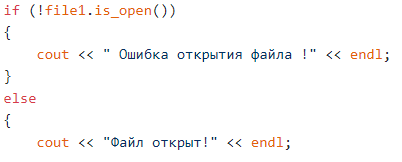 if (!file1.is_open())
{
    cout << " Ошибка открытия файла !" << endl;
}
else
{
    cout << "Файл открыт!" << endl;